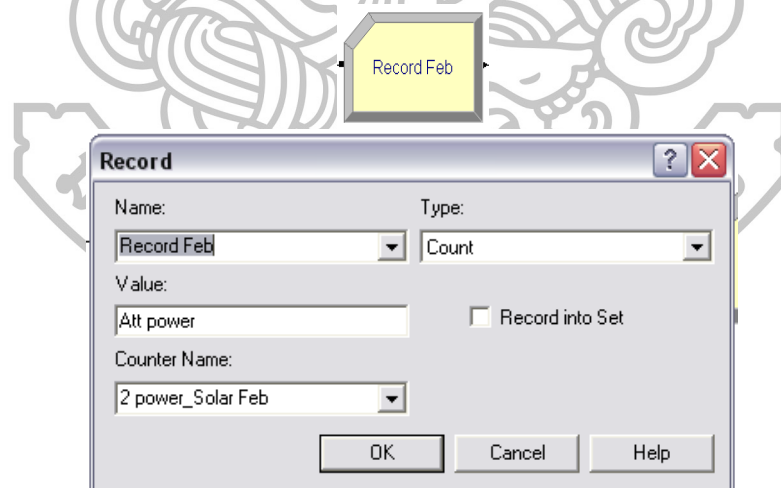 Record Feb
Record
Name:
Type:
Record Feb
Count
Value:
Att power
Record into Set
Counter Name:
2 power_Solar Feb
OK
Cancel
Help